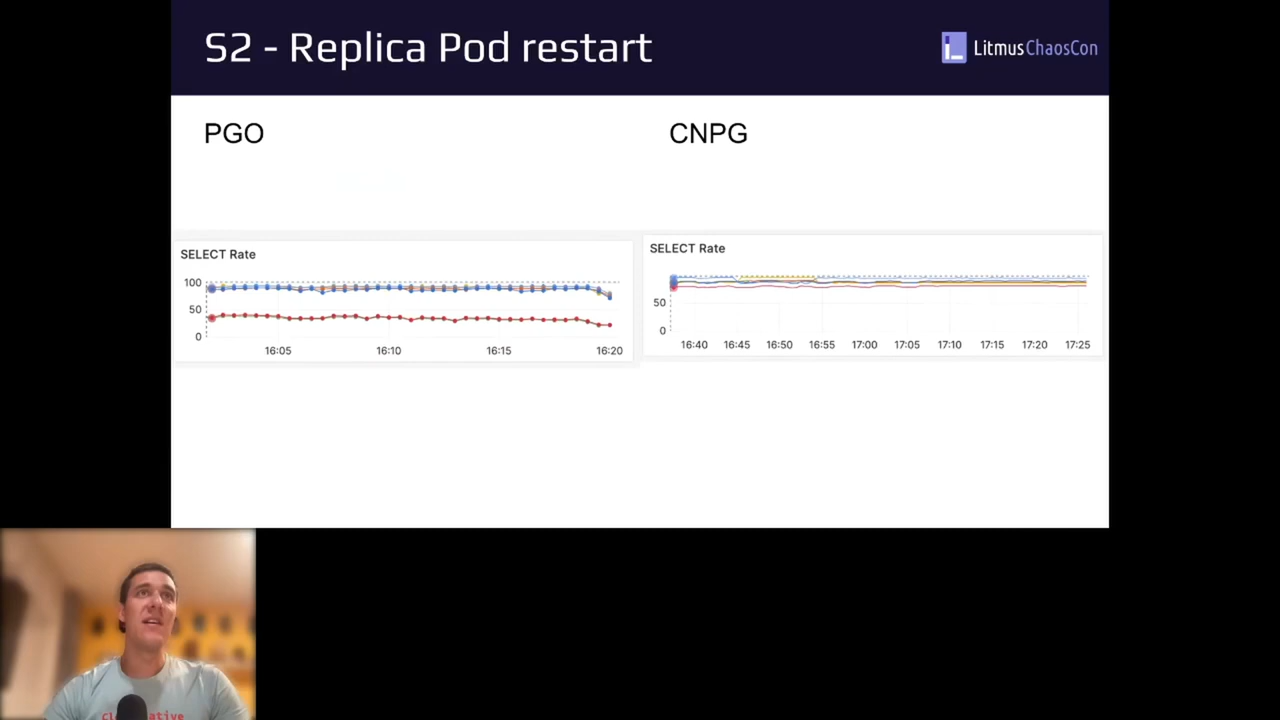 S2 - Replica Pod restart
LitmusChaosCon
PGO
CNPG
SELECT Rate
100
50
0
16:05 16:10 16:15 16:20
SELECT Rate
50
0
16:40 16:45 16:50 16:55 17:00 17:05 17:10 17:15 17:20 17:25